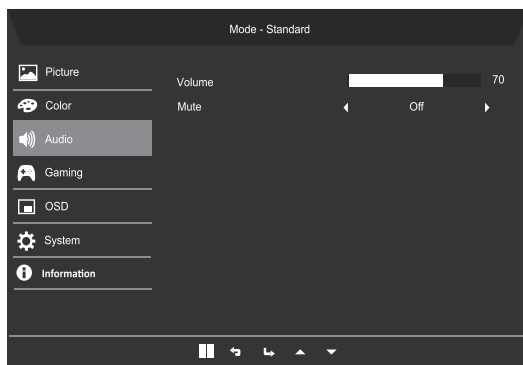 Mode - Standard
Picture
Color
Audio
Gaming
OSD
System
Information
Volume 70
Mute Off